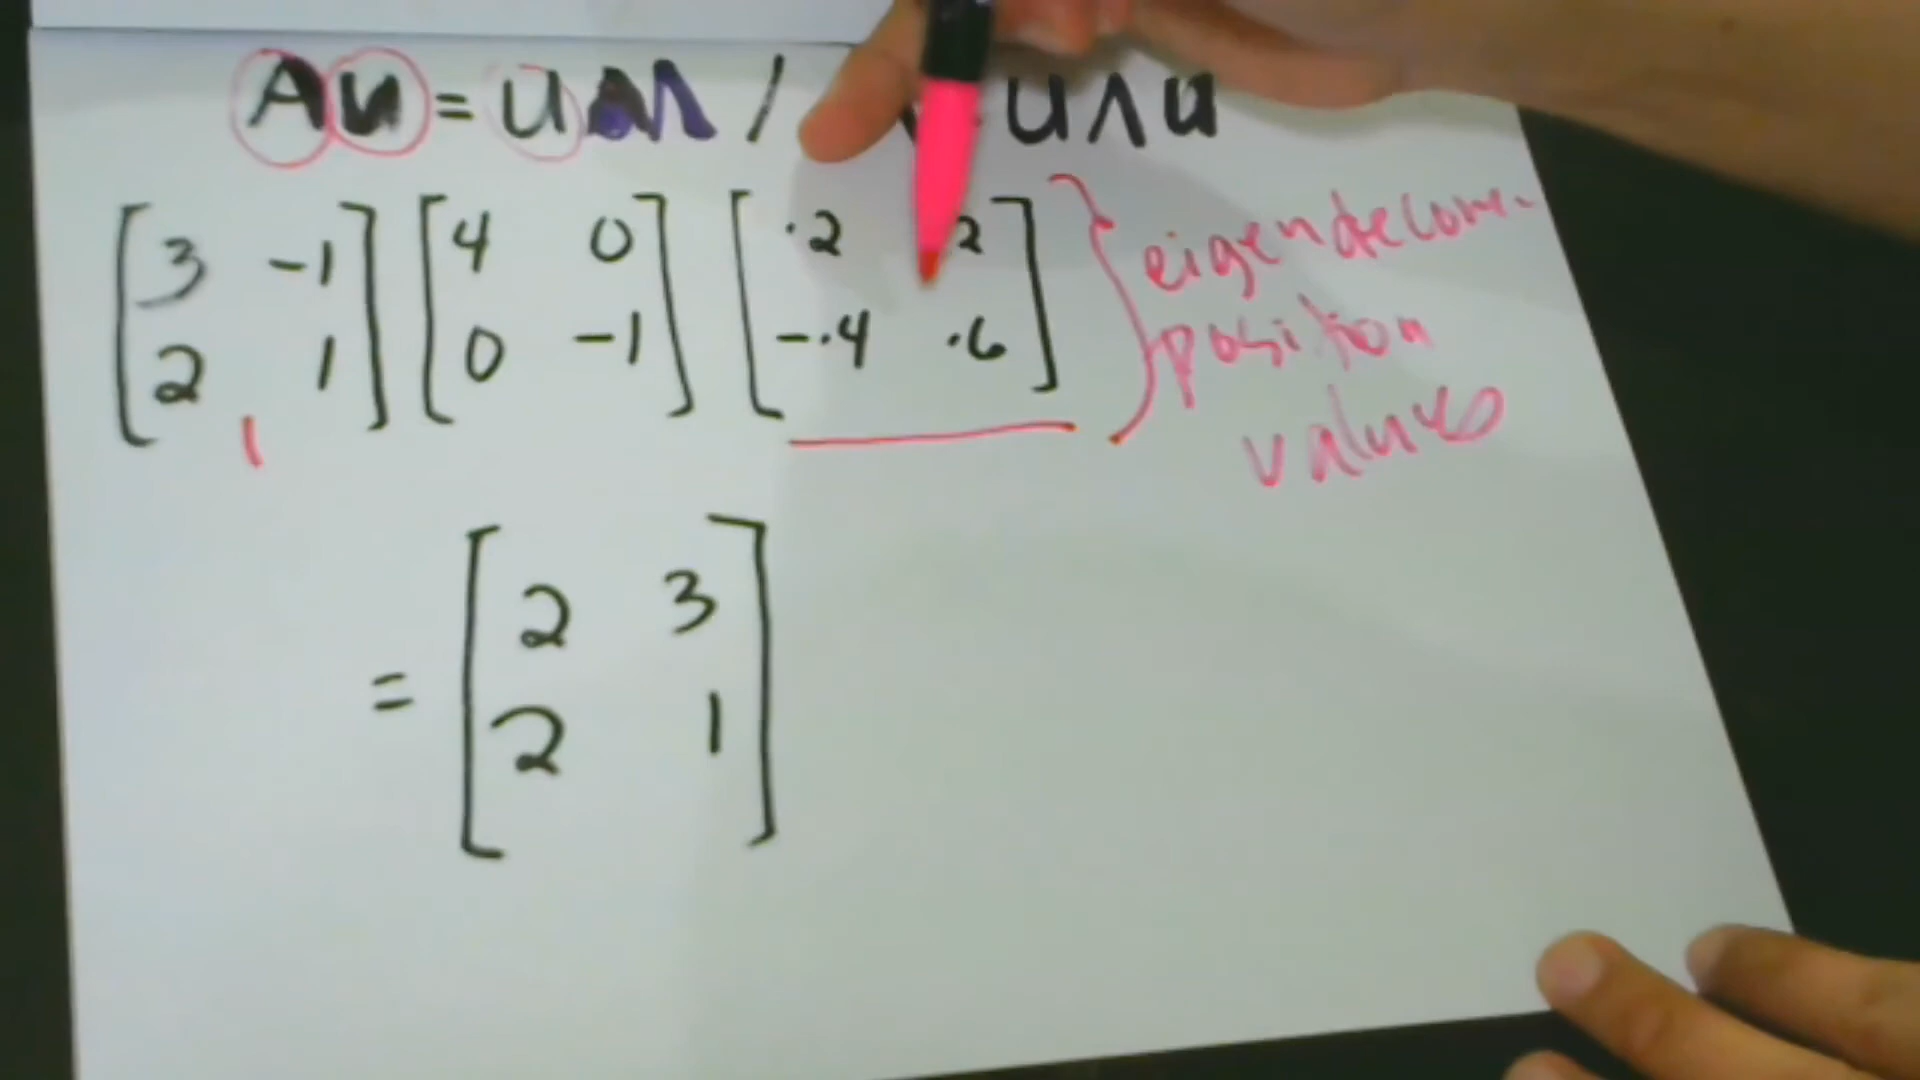 Au = UΛ / UΛU
[3 -1] [4 0] [.2 .2]
[2 1] [0 -1] [-.4 .6]
eigendecom-
position
values
= [2 3]
[2 1]